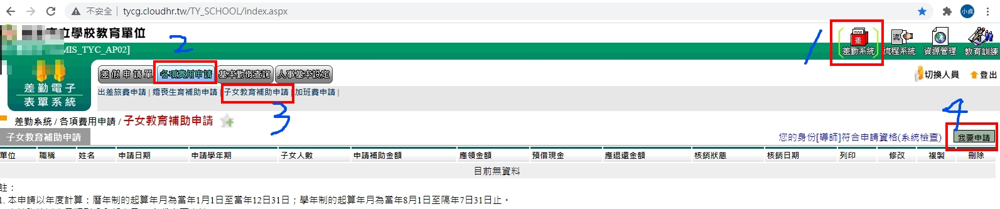 不安全 | tycg.cloudhr.tw/TY_SCHOOL/index.aspx
小貞
立學校教育單位
MIS_TYC_AP02]
1
差
差勤系統
流
流程系統
資源管理
教育訓練
2
差假申請單
各項費用申請
基本勤惰查詢
人事基本設定
切換人員
登出
差勤電子
表單系統
出差旅費申請 | 婚喪生育補助申請 | 子女教育補助申請 | 加班費申請 |
3
4
差勤系統 / 各項費用申請 / 子女教育補助申請
子女教育補助申請
您的身份[導師]符合申請資格(系統檢查)
我要申請
單位 職稱 姓名 申請日期 申請學年期 子女人數 申請補助金額 應領金額 預借現金 應退還金額 核銷狀態 核銷日期 列印 修改 複製 刪除
目前無資料
註：
1. 本申請以年度計算：曆年制的起算年月為當年1月1日至當年12日31日；學年制的起算年月為當年8月1日至隔年7日31日止。